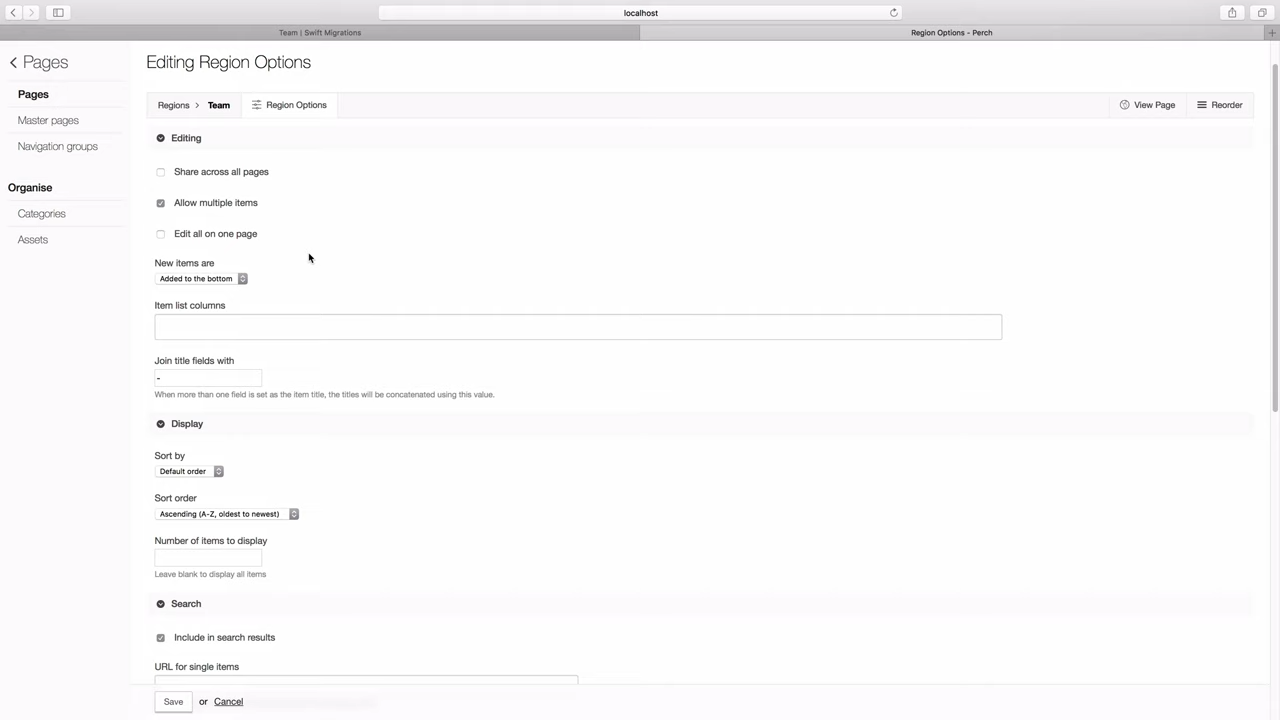 localhost
Team | Swift Migrations
Region Options - Perch
Pages
Pages
Master pages
Navigation groups
Organise
Categories
Assets
Editing Region Options
Regions
Team
Region Options
View Page
Reorder
Editing
Share across all pages
Allow multiple items
Edit all on one page
New items are
Added to the bottom
Item list columns
Join title fields with
-
When more than one field is set as the item title, the titles will be concatenated using this value.
Display
Sort by
Default order
Sort order
Ascending (A-Z, oldest to newest)
Number of items to display
Leave blank to display all items
Search
Include in search results
URL for single items
Save or Cancel